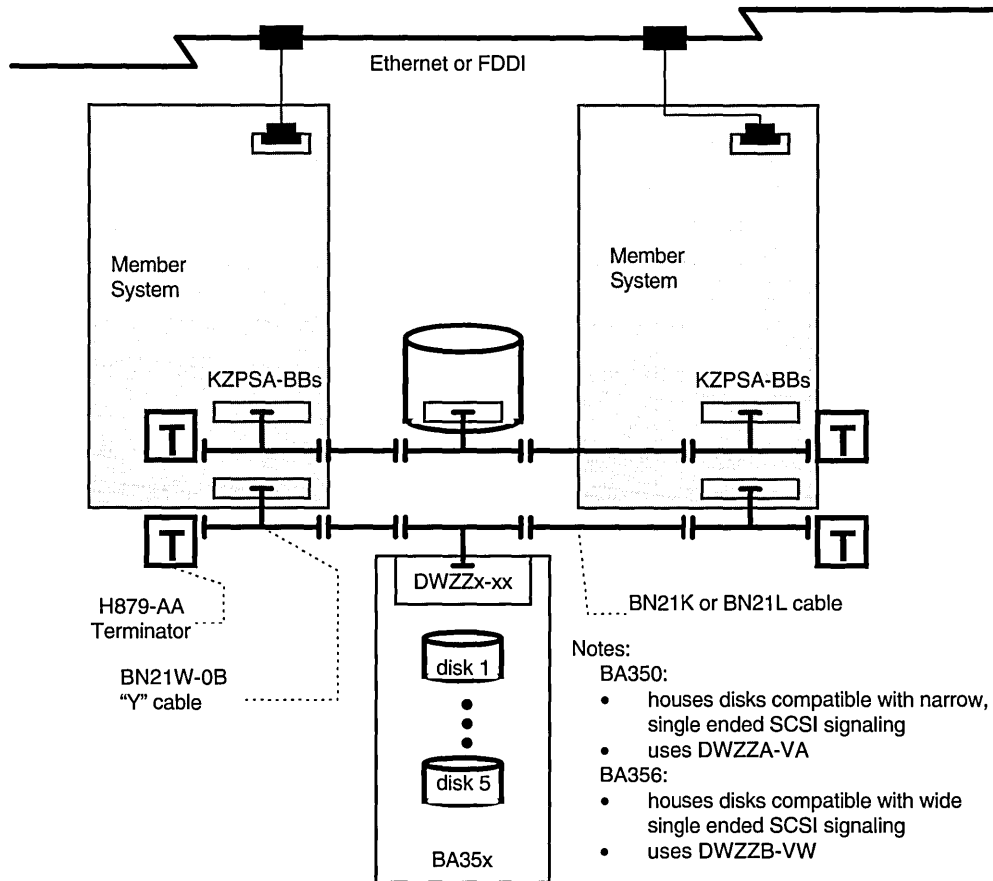 Ethernet or FDDI
Member
System
Member
System
KZPSA-BBs
KZPSA-BBs
T
T
T
T
DWZZx-xx
H879-AA
Terminator
BN21K or BN21L cable
BN21W-0B
“Y” cable
disk 1
disk 5
BA35x
Notes:
BA350:
• houses disks compatible with narrow,
single ended SCSI signaling
• uses DWZZA-VA
BA356:
• houses disks compatible with wide
single ended SCSI signaling
• uses DWZZB-VW